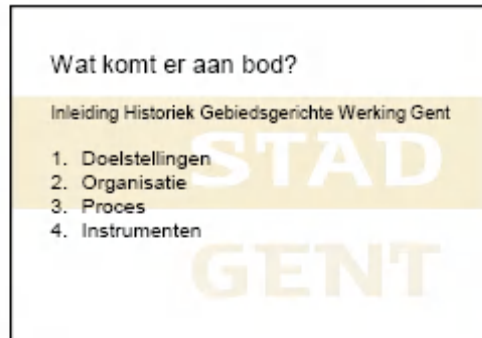 Wat komt er aan bod?
Inleiding Historiek Gebiedsgerichte Werking Gent
1. Doelstellingen
2. Organisatie
3. Proces
4. Instrumenten
STAD
GENT